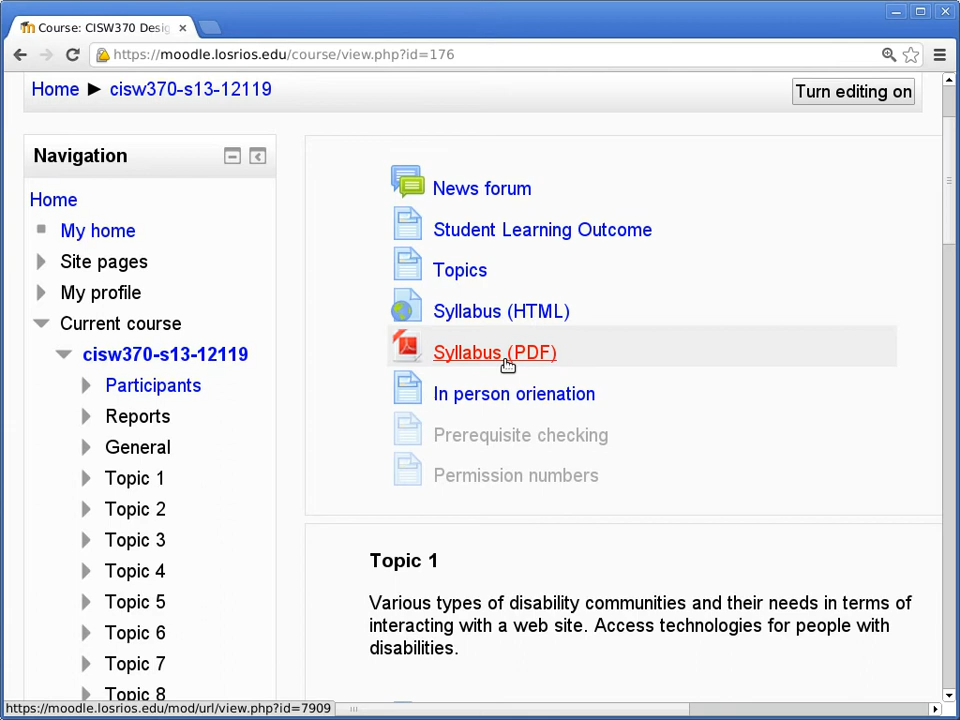 Course: CISW370 Desig
https://moodle.losrios.edu/course/view.php?id=176
Home ► cisw370-s13-12119
Turn editing on
Navigation
Home
My home
Site pages
My profile
Current course
cisw370-s13-12119
Participants
Reports
General
Topic 1
Topic 2
Topic 3
Topic 4
Topic 5
Topic 6
Topic 7
Topic 8
News forum
Student Learning Outcome
Topics
Syllabus (HTML)
Syllabus (PDF)
In person orienation
Prerequisite checking
Permission numbers
Topic 1
Various types of disability communities and their needs in terms of
interacting with a web site. Access technologies for people with
disabilities.
https://moodle.losrios.edu/mod/url/view.php?id=7909